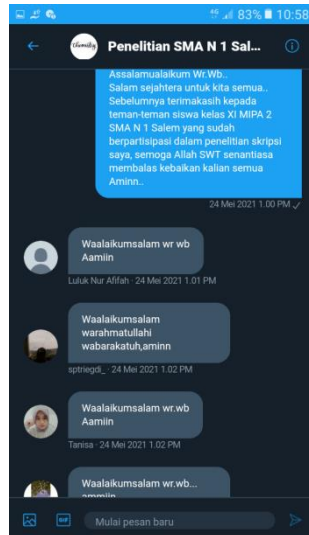 83% 10:58
Penelitian SMA N 1 Sal...
Assalamualaikum Wr.Wb..
Salam sejahtera untuk kita semua..
Sebelumnya terimakasih kepada
teman-teman siswa kelas XI MIPA 2
SMA N 1 Salem yang sudah
berpartisipasi dalam penelitian skripsi
saya, semoga Allah SWT senantiasa
membalas kebaikan kalian semua
Aminn..
24 Mei 2021 1.00 PM
Waalaikumsalam wr wb
Aamiin
Luluk Nur Afifah · 24 Mei 2021 1.01 PM
Waalaikumsalam
warahmatullahi
wabarakatuh,aminn
sptriegdi_ · 24 Mei 2021 1.02 PM
Waalaikumsalam wr.wb
Aamiin
Tanisa · 24 Mei 2021 1.02 PM
Waalaikumsalam wr.wb...
ammiin
GIF
Mulai pesan baru